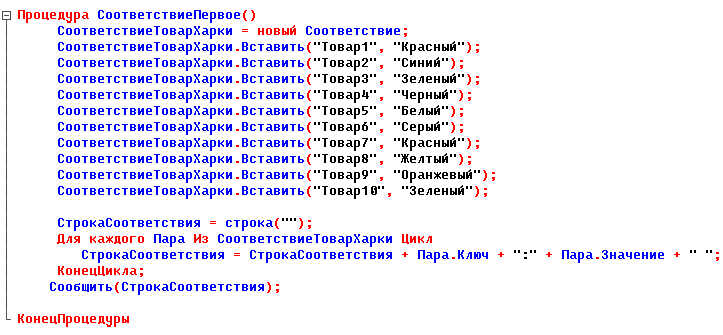 Процедура СоответствиеПервое()
СоответствиеТоварХарки = новый Соответствие;
СоответствиеТоварХарки.Вставить("Товар1", "Красный");
СоответствиеТоварХарки.Вставить("Товар2", "Синий");
СоответствиеТоварХарки.Вставить("Товар3", "Зеленый");
СоответствиеТоварХарки.Вставить("Товар4", "Черный");
СоответствиеТоварХарки.Вставить("Товар5", "Белый");
СоответствиеТоварХарки.Вставить("Товар6", "Серый");
СоответствиеТоварХарки.Вставить("Товар7", "Красный");
СоответствиеТоварХарки.Вставить("Товар8", "Желтый");
СоответствиеТоварХарки.Вставить("Товар9", "Оранжевый");
СоответствиеТоварХарки.Вставить("Товар10", "Зеленый");
СтрокаСоответствия = строка("");
Для каждого Пара Из СоответствиеТоварХарки Цикл
СтрокаСоответствия = СтрокаСоответствия + Пара.Ключ + ":" + Пара.Значение + " ";
КонецЦикла;
Сообщить(СтрокаСоответствия);
КонецПроцедуры